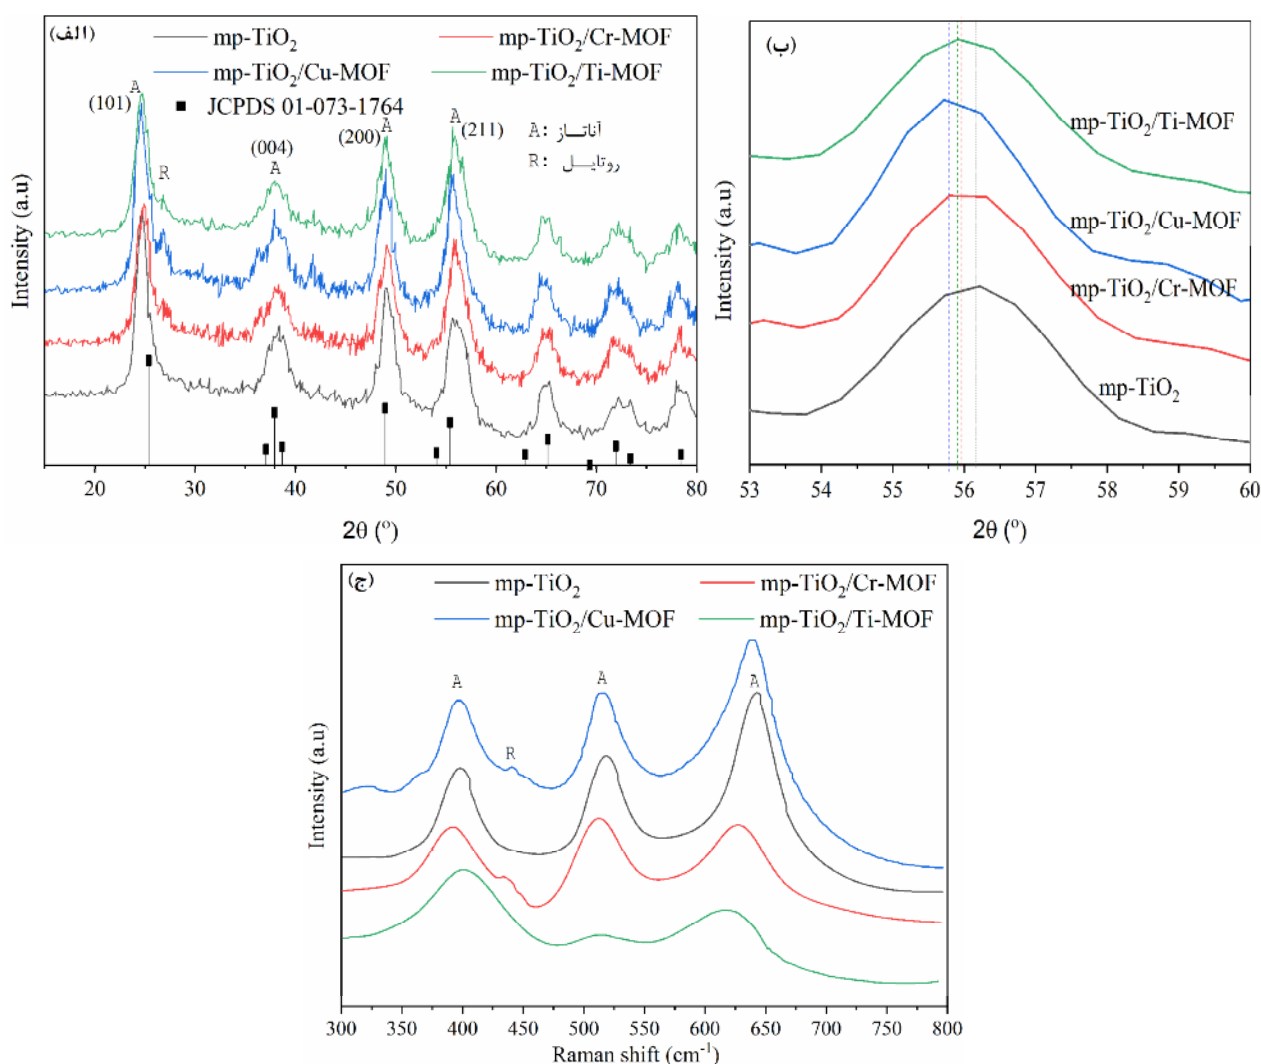 (الف)
mp-TiO₂
mp-TiO₂/Cr-MOF
mp-TiO₂/Cu-MOF
mp-TiO₂/Ti-MOF
JCPDS 01-073-1764
A
(101)
R
(004)
A
(200)
A
A
(211)
A: آناتاز
R: روتایل
Intensity (a.u)
20 30 40 50 60 70 80
2θ (°)
(ب)
mp-TiO₂/Ti-MOF
mp-TiO₂/Cu-MOF
mp-TiO₂/Cr-MOF
mp-TiO₂
Intensity (a.u)
53 54 55 56 57 58 59 60
2θ (°)
(ج)
mp-TiO₂
mp-TiO₂/Cr-MOF
mp-TiO₂/Cu-MOF
mp-TiO₂/Ti-MOF
A
R
A
A
Intensity (a.u)
300 350 400 450 500 550 600 650 700 750 800
Raman shift (cm⁻¹)